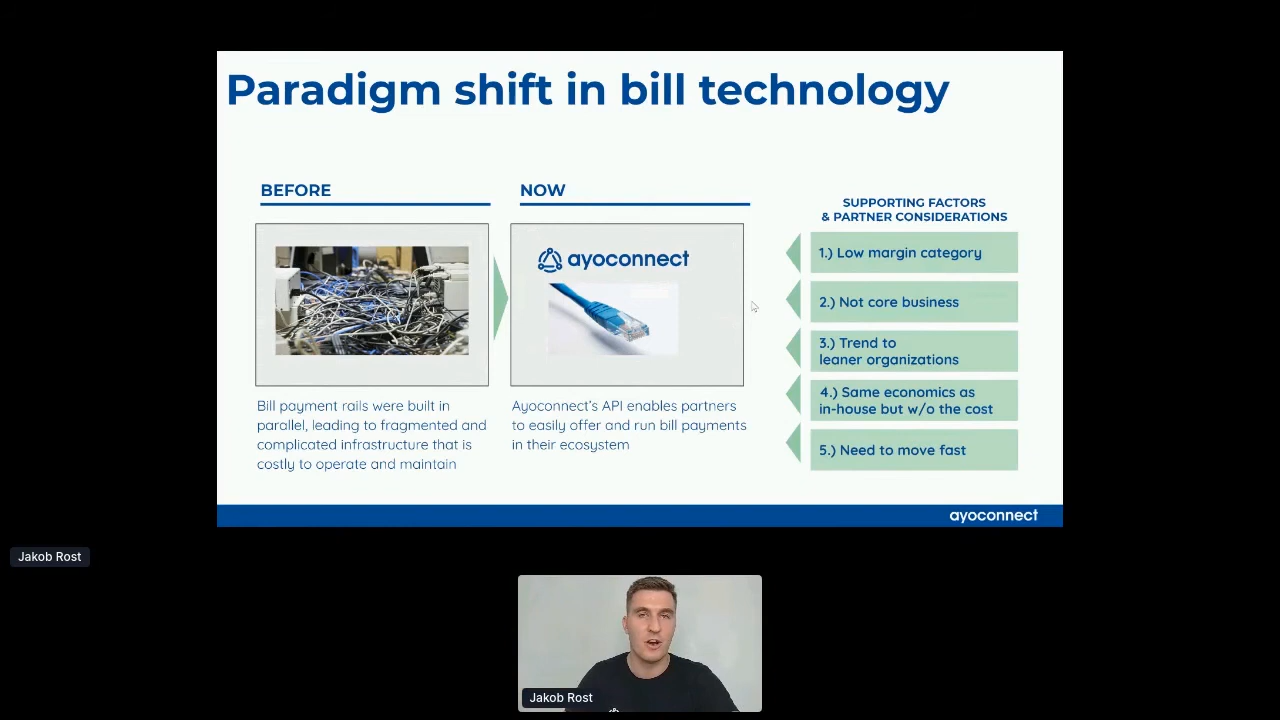 Paradigm shift in bill technology
BEFORE
NOW
ayoconnect
Bill payment rails were built in
parallel, leading to fragmented and
complicated infrastructure that is
costly to operate and maintain
Ayoconnect's API enables partners
to easily offer and run bill payments
in their ecosystem
SUPPORTING FACTORS
& PARTNER CONSIDERATIONS
1.) Low margin category
2.) Not core business
3.) Trend to
leaner organizations
4.) Same economics as
in-house but w/o the cost
5.) Need to move fast
ayoconnect
Jakob Rost
Jakob Rost